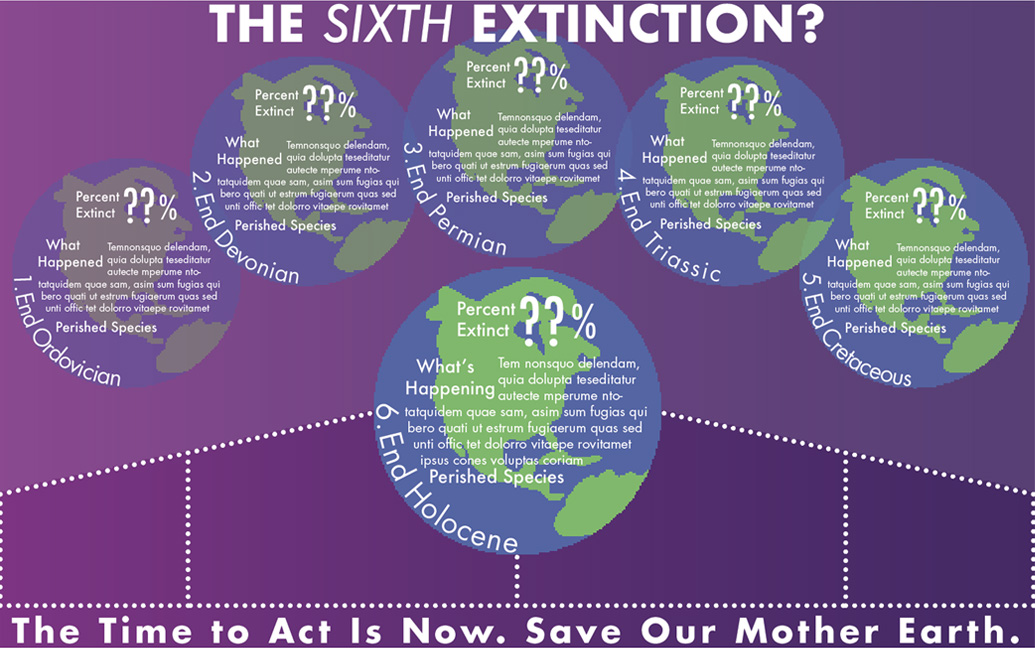 THE SIXTH EXTINCTION?
Percent
Extinct ??%
What
Happened
Temnonsquo delendam,
quia dolupta teseditatur
autecte mperume nto-
tatquidem quae sam, asim sum fugias qui
bero quati ut estrum fugiaerum quas sed
unti offic tet dolorro vitaepe rovitamet
Perished Species
1. End Ordovician
Percent
Extinct ??%
What
Happened
Temnonsquo delendam,
quia dolupta teseditatur
autecte mperume nto-
tatquidem quae sam, asim sum fugias qui
bero quati ut estrum fugiaerum quas sed
unti offic tet dolorro vitaepe rovitamet
Perished Species
2. End Devonian
Percent
Extinct ??%
What
Happened
Temnonsquo delendam,
quia dolupta teseditatur
autecte mperume nto-
tatquidem quae sam, asim sum fugias qui
bero quati ut estrum fugiaerum quas sed
unti offic tet dolorro vitaepe rovitamet
Perished Species
3. End Permian
Percent
Extinct ??%
What
Happened
Temnonsquo delendam,
quia dolupta teseditatur
autecte mperume nto-
tatquidem quae sam, asim sum fugias qui
bero quati ut estrum fugiaerum quas sed
unti offic tet dolorro vitaepe rovitamet
Perished Species
4. End Triassic
Percent
Extinct ??%
What
Happened
Temnonsquo delendam,
quia dolupta teseditatur
autecte mperume nto-
tatquidem quae sam, asim sum fugias qui
bero quati ut estrum fugiaerum quas sed
unti offic tet dolorro vitaepe rovitamet
Perished Species
5. End Cretaceous
Percent
Extinct ??%
What's
Happening
Tem nonsquo delendam,
quia dolupta teseditatur
autecte mperume nto-
tatquidem quae sam, asim sum fugias qui
bero quati ut estrum fugiaerum quas sed
unti offic tet dolorro vitaepe rovitamet
ipsus cones voluptas coriam
Perished Species
6. End Holocene
The Time to Act Is Now. Save Our Mother Earth.